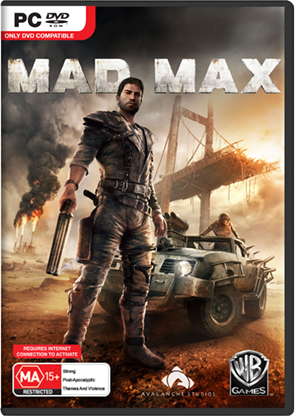 PC DVD
ONLY DVD COMPATIBLE
MAD MAX
REQUIRES INTERNET
CONNECTION TO ACTIVATE
MA 15+
RESTRICTED
Strong
Post-Apocalyptic
Themes And Violence
AVALANCHE STUDIOS
WB
GAMES